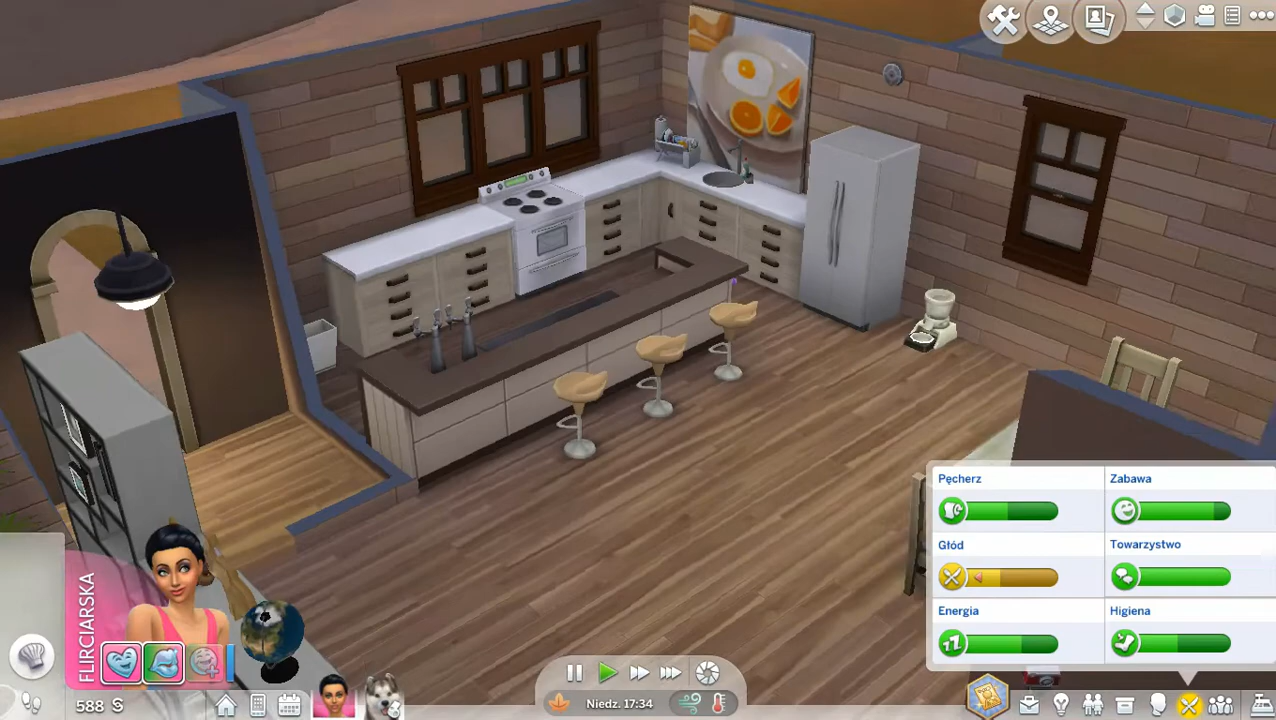 Pęcherz
Zabawa
Głód
Towarzystwo
Energia
Higiena
FLIRCIARSKA
588 §
Niedz. 17:34